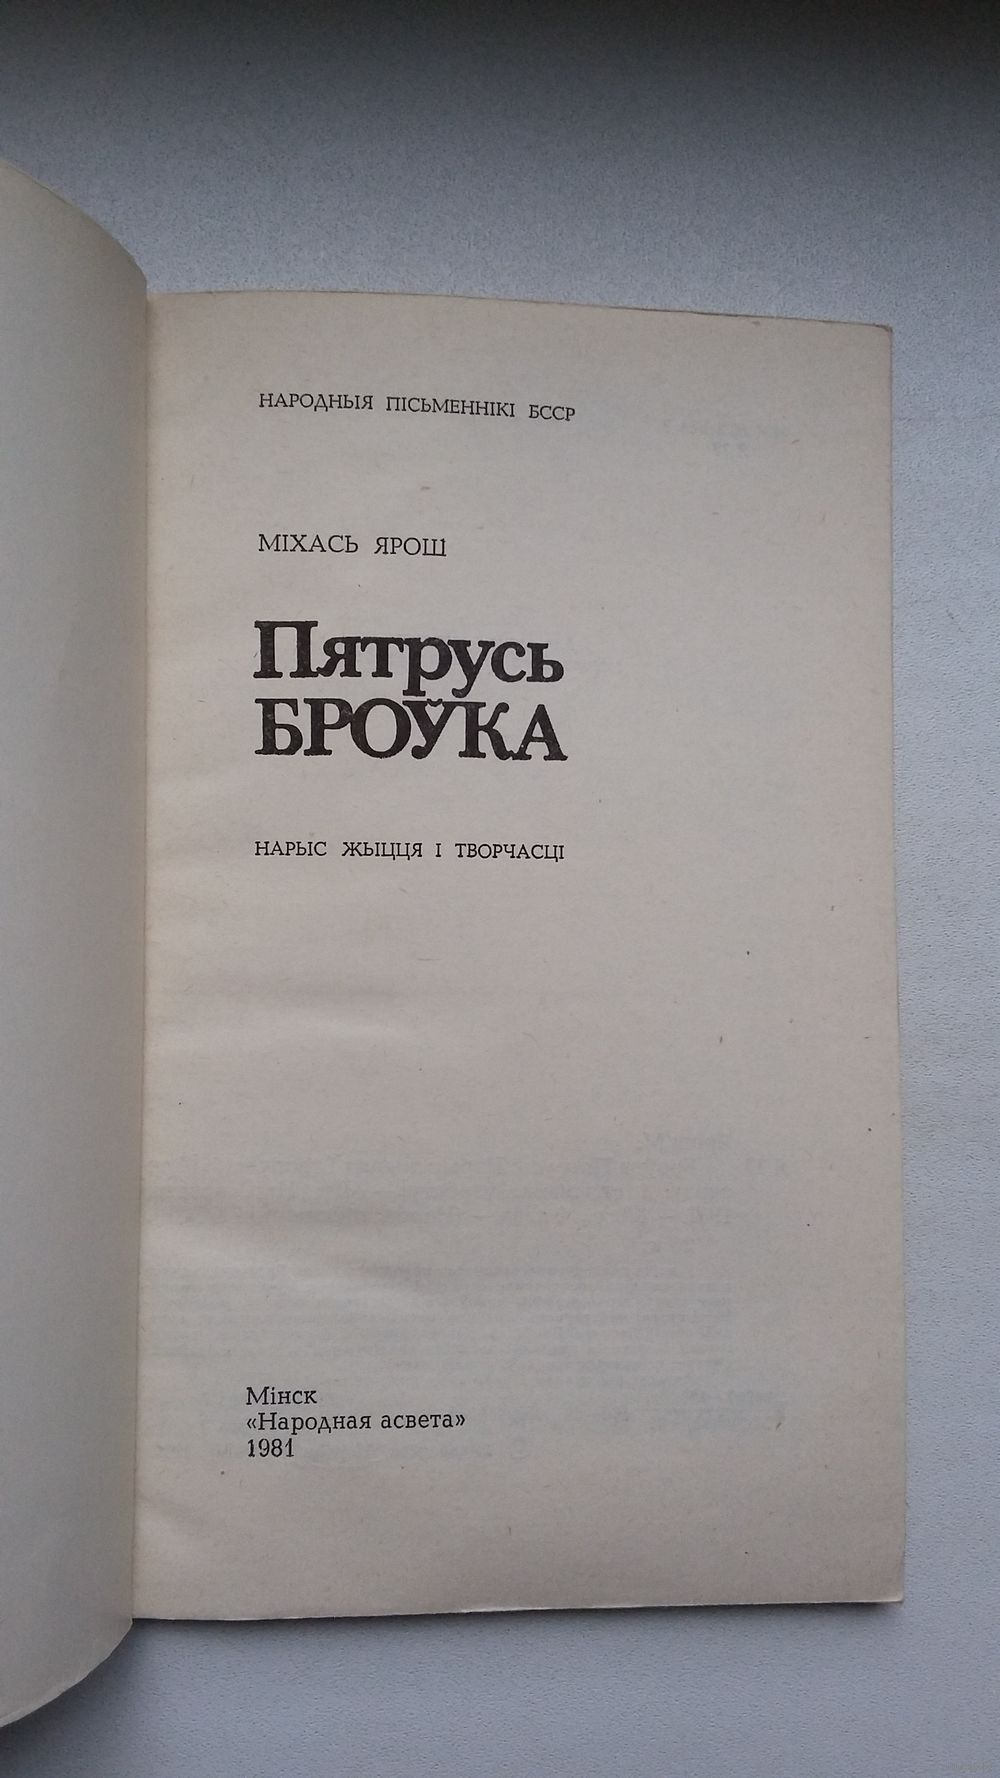 НАРОДНЫЯ ПІСЬМЕННІКІ БССР
МІХАСЬ ЯРОШ
Пятрусь
БРОЎКА
НАРЫС ЖЫЦЦЯ І ТВОРЧАСЦІ
Мінск
«Народная асвета»
1981